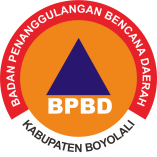 BADAN PENANGGULANGAN BENCANA DAERAH
BPBD
KABUPATEN BOYOLALI